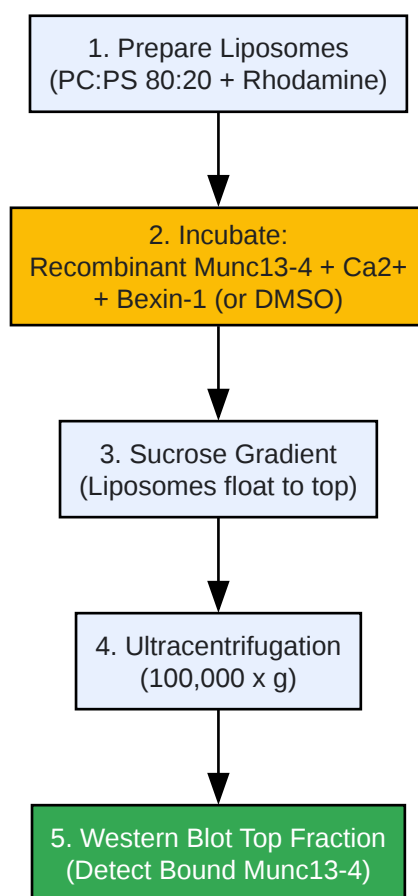 1. Prepare Liposomes
(PC:PS 80:20 + Rhodamine)
2. Incubate:
Recombinant Munc13-4 + Ca2+
+ Bexin-1 (or DMSO)
3. Sucrose Gradient
(Liposomes float to top)
4. Ultracentrifugation
(100,000 x g)
5. Western Blot Top Fraction
(Detect Bound Munc13-4)